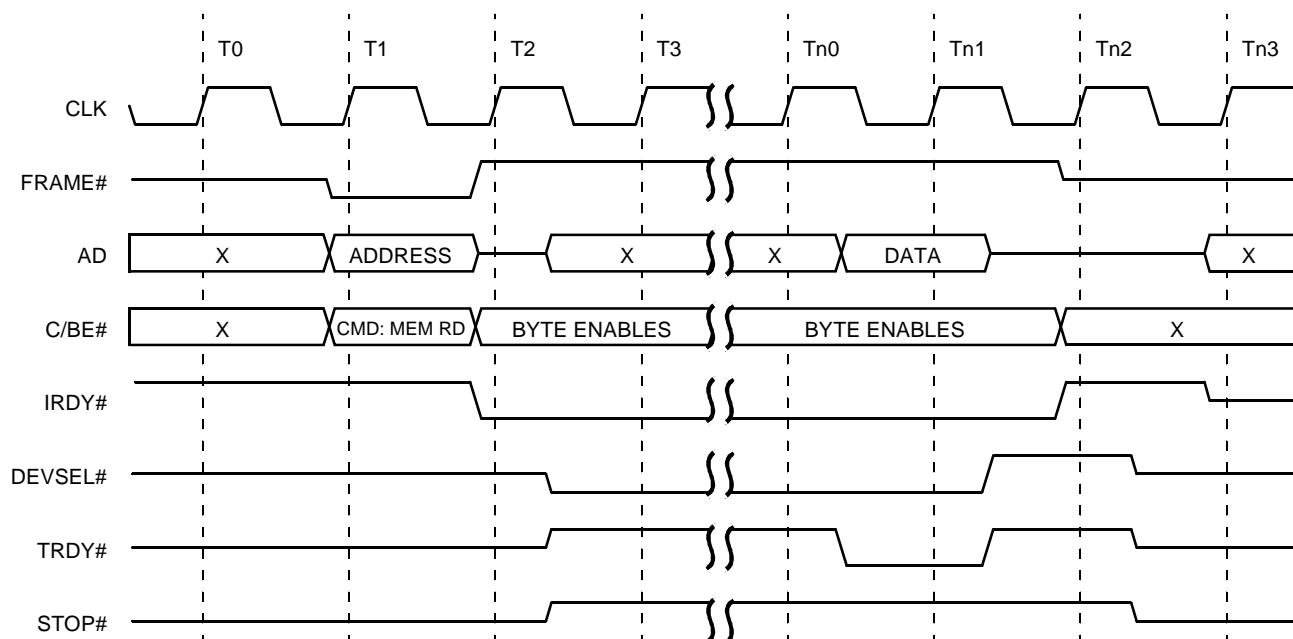 T0 T1 T2 T3 Tn0 Tn1 Tn2 Tn3
CLK
FRAME#
AD X ADDRESS X X DATA X
C/BE# X CMD: MEM RD BYTE ENABLES BYTE ENABLES X
IRDY#
DEVSEL#
TRDY#
STOP#